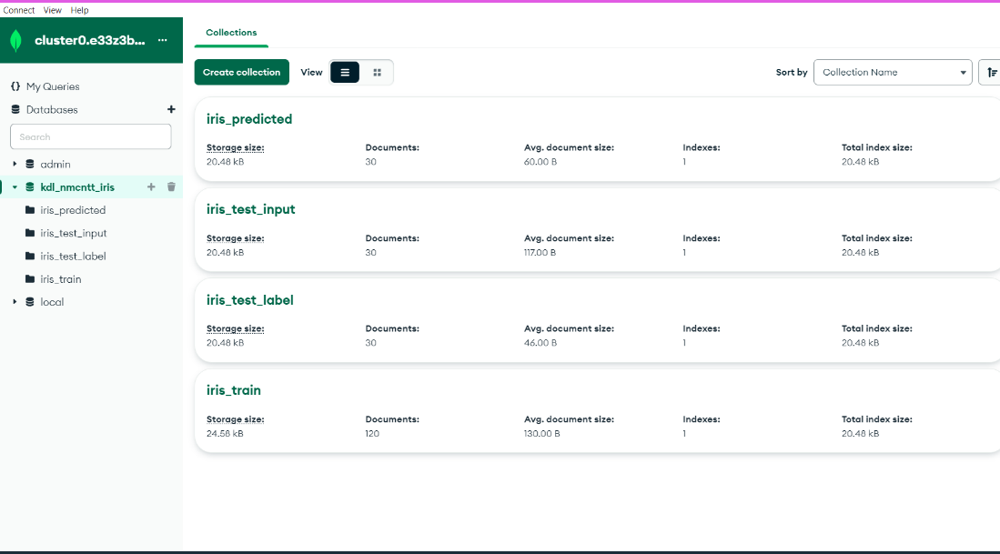 Connect View Help
cluster0.e33z3b...
Collections
Create collection
View
Sort by
Collection Name
{} My Queries
Databases
Search
admin
kdl_nmcntt_iris
iris_predicted
iris_test_input
iris_test_label
iris_train
local
iris_predicted
Storage size: Documents: Avg. document size: Indexes: Total index size:
20.48 kB 30 60.00 B 1 20.48 kB
iris_test_input
Storage size: Documents: Avg. document size: Indexes: Total index size:
20.48 kB 30 117.00 B 1 20.48 kB
iris_test_label
Storage size: Documents: Avg. document size: Indexes: Total index size:
20.48 kB 30 46.00 B 1 20.48 kB
iris_train
Storage size: Documents: Avg. document size: Indexes: Total index size:
24.58 kB 120 130.00 B 1 20.48 kB